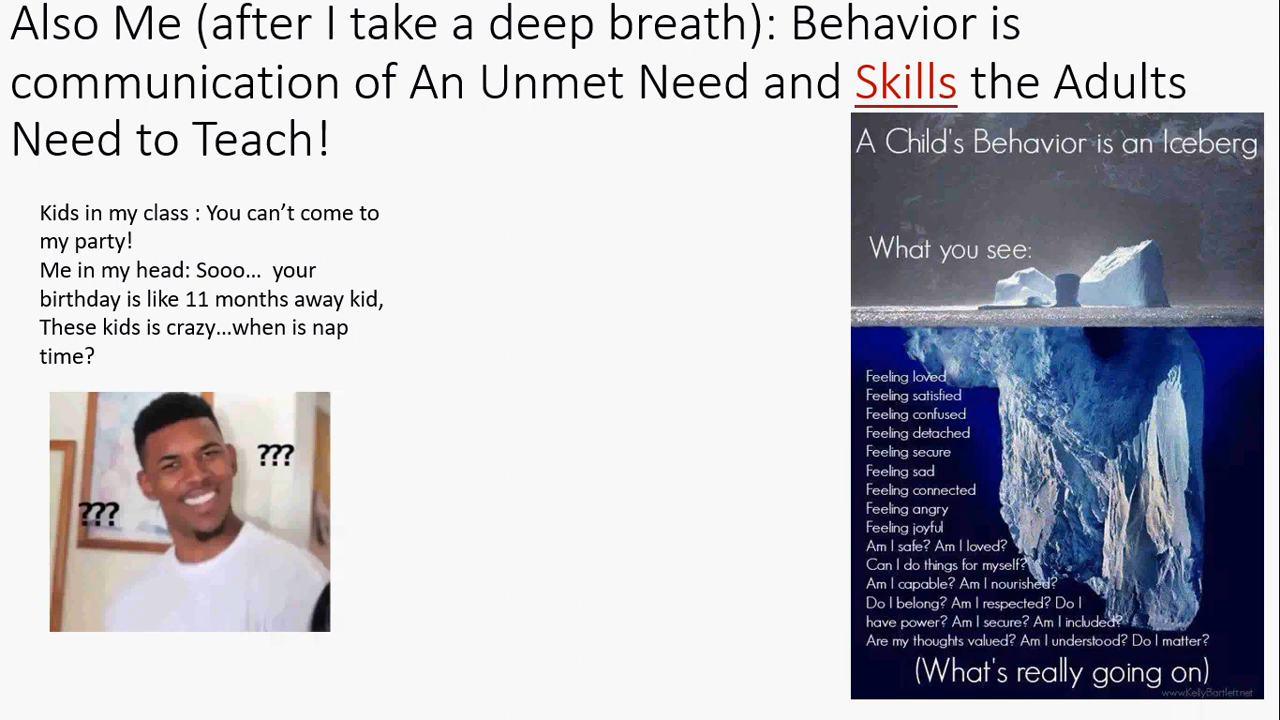 Also Me (after I take a deep breath): Behavior is
communication of An Unmet Need and Skills the Adults
Need to Teach!
Kids in my class : You can’t come to
my party!
Me in my head: Sooo… your
birthday is like 11 months away kid,
These kids is crazy…when is nap
time?
???
???
A Child's Behavior is an Iceberg
What you see:
Feeling loved
Feeling satisfied
Feeling confused
Feeling detached
Feeling secure
Feeling sad
Feeling connected
Feeling angry
Feeling joyful
Am I safe? Am I loved?
Can I do things for myself?
Am I capable? Am I nourished?
Do I belong? Am I respected? Do I
have power? Am I secure? Am I included?
Are my thoughts valued? Am I understood? Do I matter?
(What's really going on)
www.KellyBartlett.net